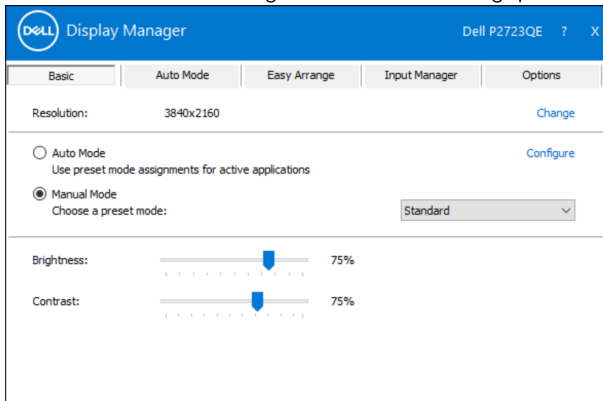 DELL Display Manager Dell P2723QE ? X
Basic Auto Mode Easy Arrange Input Manager Options
Resolution: 3840x2160 Change
Auto Mode Configure
Use preset mode assignments for active applications
Manual Mode
Choose a preset mode: Standard
Brightness: 75%
Contrast: 75%